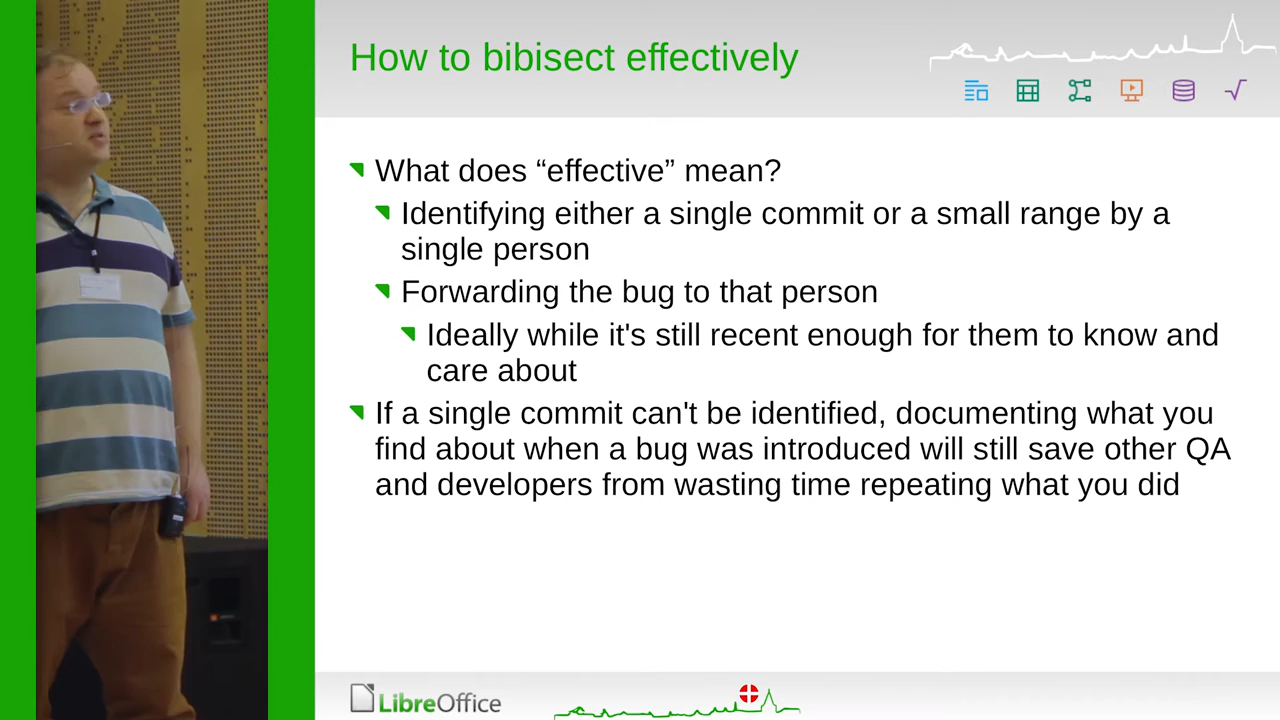 How to bibisect effectively
What does “effective” mean?
Identifying either a single commit or a small range by a
single person
Forwarding the bug to that person
Ideally while it's still recent enough for them to know and
care about
If a single commit can't be identified, documenting what you
find about when a bug was introduced will still save other QA
and developers from wasting time repeating what you did
LibreOffice